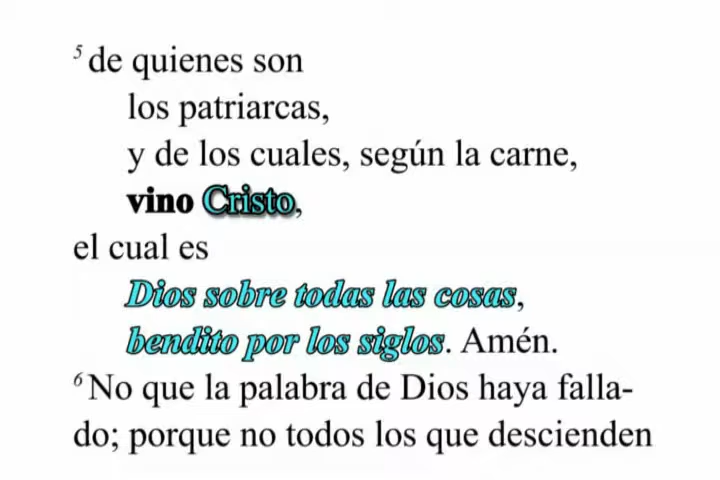 5 de quienes son
los patriarcas,
y de los cuales, según la carne,
vino Cristo,
el cual es
Dios sobre todas las cosas,
bendito por los siglos. Amén.
6 No que la palabra de Dios haya falla-
do; porque no todos los que descienden